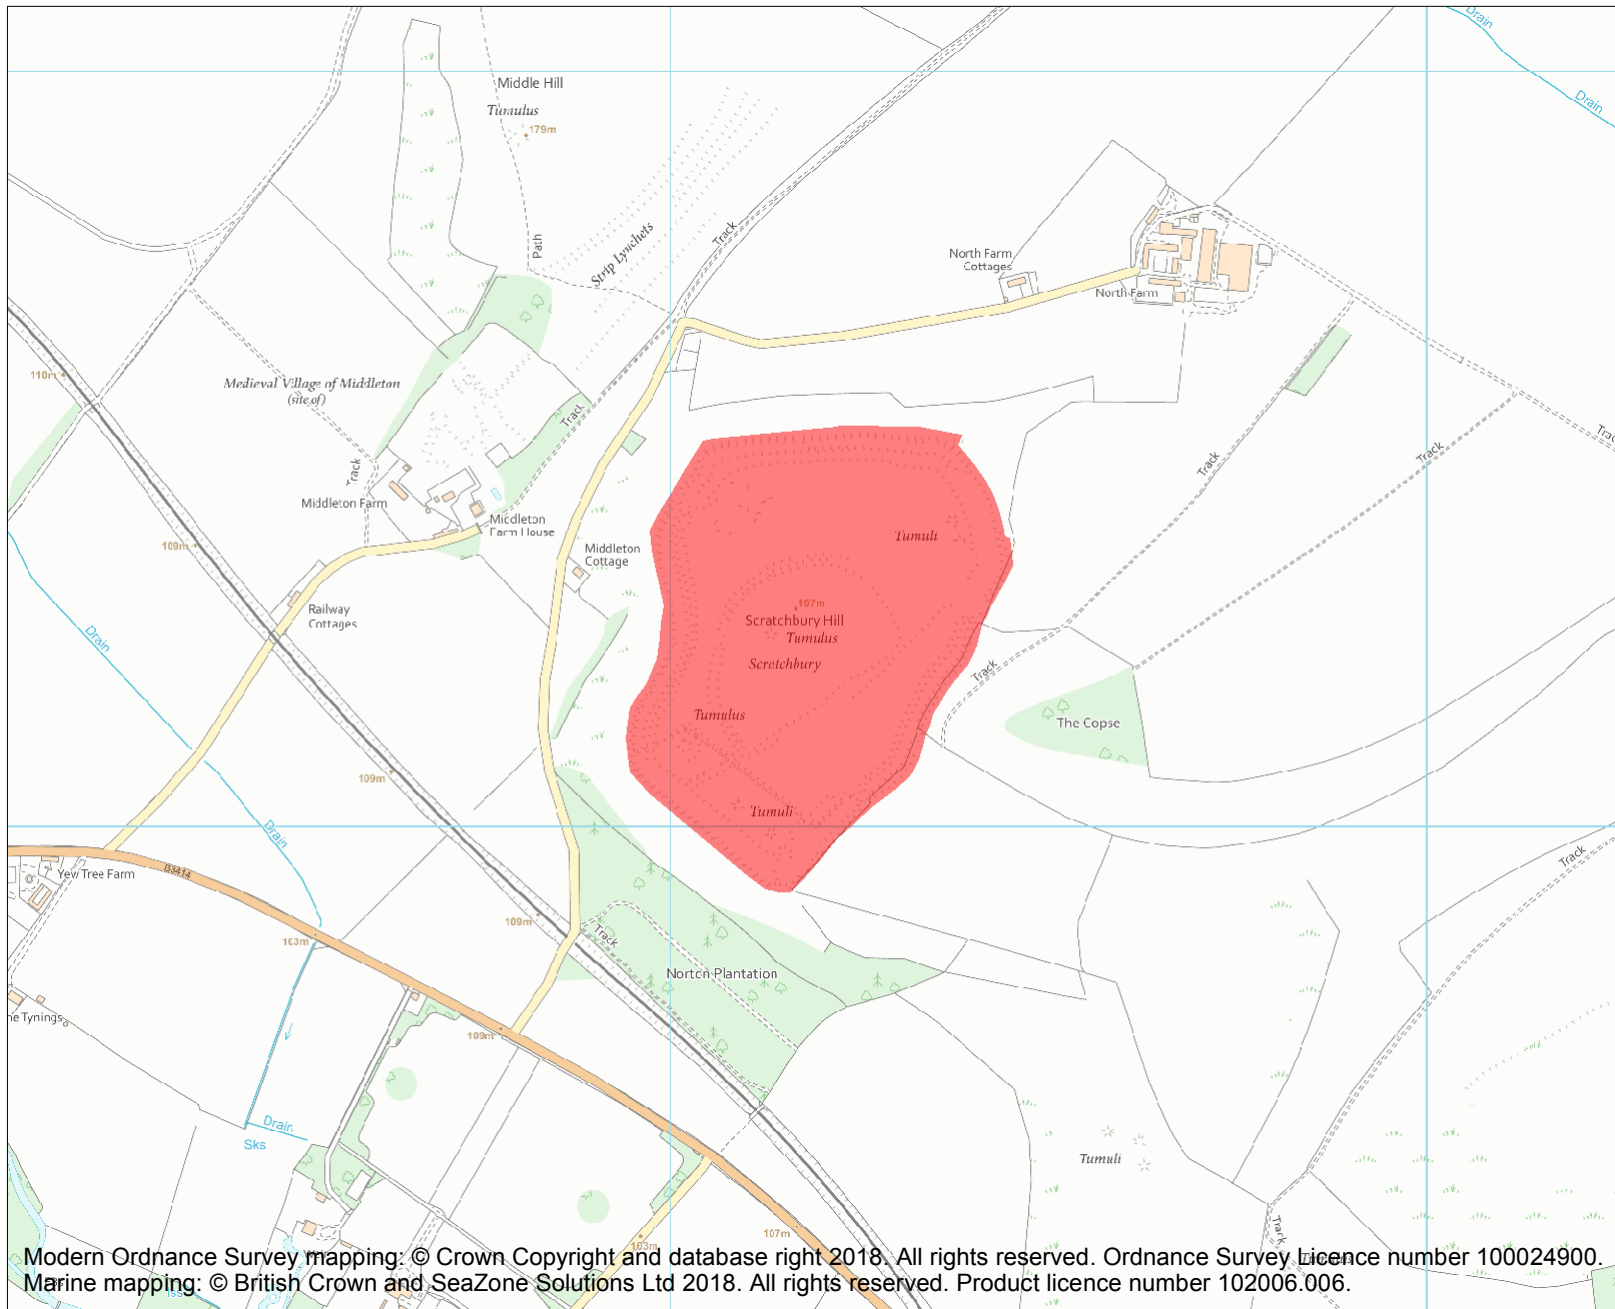 Drain
Drain
Middle Hill
Tumulus
179m
Path
Strip Lynchets
Track
North Farm
Cottages
North Farm
110m
Medieval Village of Middleton
(site of)
Track
Track
Track
Track
Middleton Farm
Middleton
Farm House
Middleton
Cottage
109m
Tumuli
Railway
Cottages
107m
Scratchbury Hill
Tumulus
Scratchbury
Drain
Track
Tumulus
The Copse
109m
Tumuli
Drain
Yew Tree Farm
B3414
Track
109m
103m
Track
Norton Plantation
109m
Drain
Sks
Tumuli
Track
107m
103m
Modern Ordnance Survey mapping: © Crown Copyright and database right 2018. All rights reserved. Ordnance Survey Licence number 100024900.
Marine mapping: © British Crown and SeaZone Solutions Ltd 2018. All rights reserved. Product licence number 102006.006.